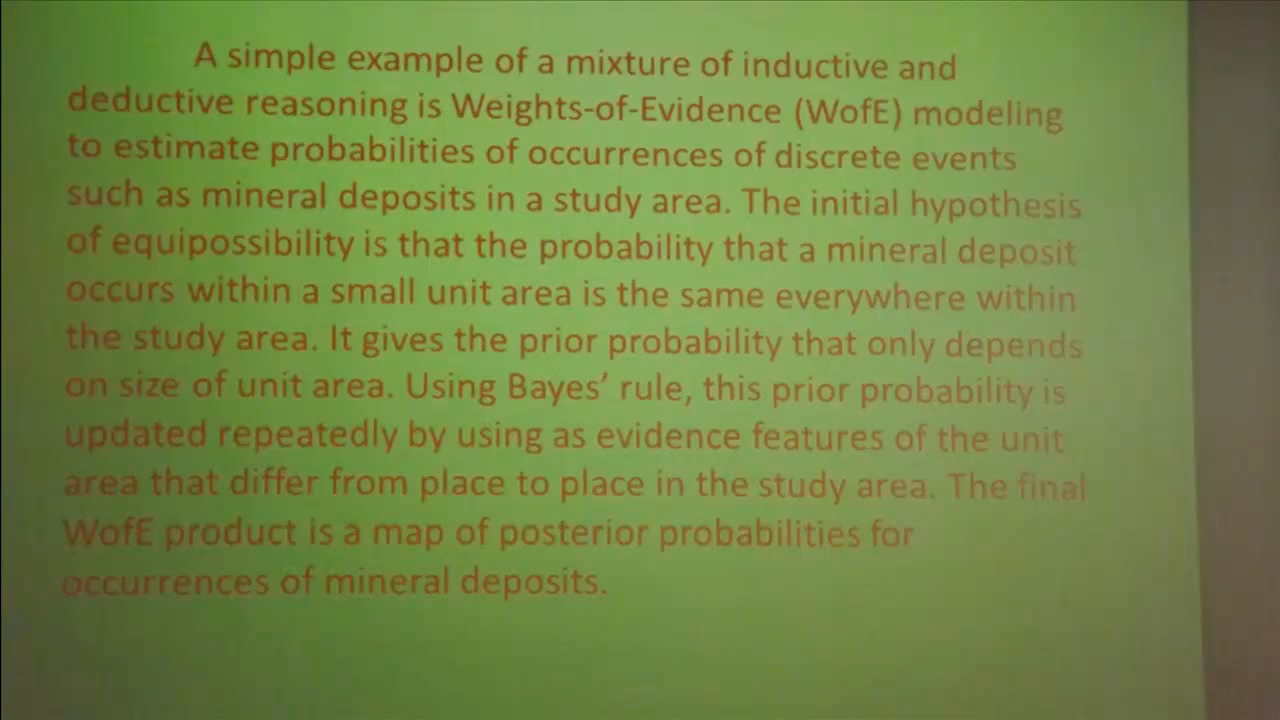 A simple example of a mixture of inductive and
deductive reasoning is Weights-of-Evidence (WofE) modeling
to estimate probabilities of occurrences of discrete events
such as mineral deposits in a study area. The initial hypothesis
of equipossibility is that the probability that a mineral deposit
occurs within a small unit area is the same everywhere within
the study area. It gives the prior probability that only depends
on size of unit area. Using Bayes’ rule, this prior probability is
updated repeatedly by using as evidence features of the unit
area that differ from place to place in the study area. The final
WofE product is a map of posterior probabilities for
occurrences of mineral deposits.